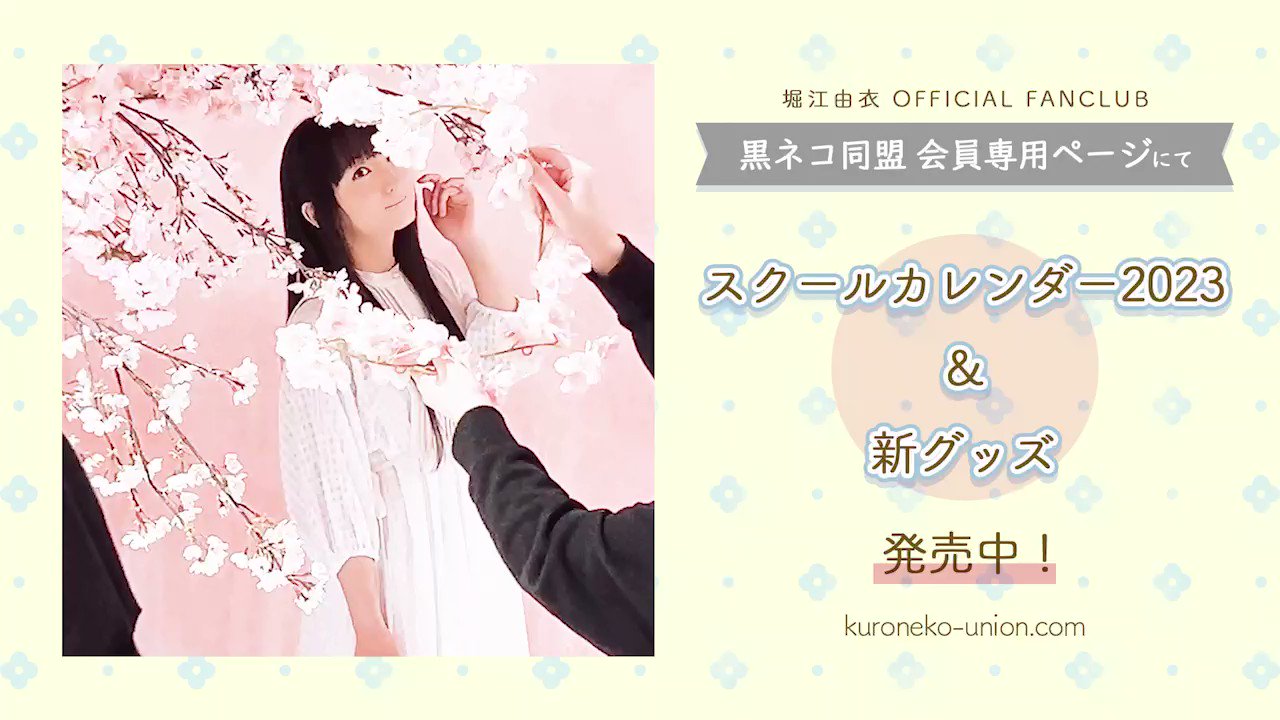 堀江由衣 OFFICIAL FANCLUB
黒ネコ同盟 会員専用ページにて
スクールカレンダー2023
&
新グッズ
発売中！
kuroneko-union.com